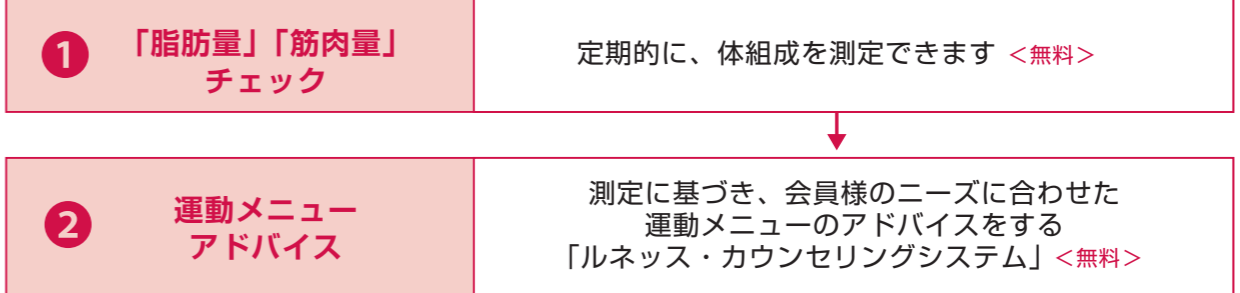 ❶
「脂肪量」「筋肉量」
チェック
定期的に、体組成を測定できます ＜無料＞
❷
運動メニュー
アドバイス
測定に基づき、会員様のニーズに合わせた
運動メニューのアドバイスをする
「ルネッス・カウンセリングシステム」＜無料＞